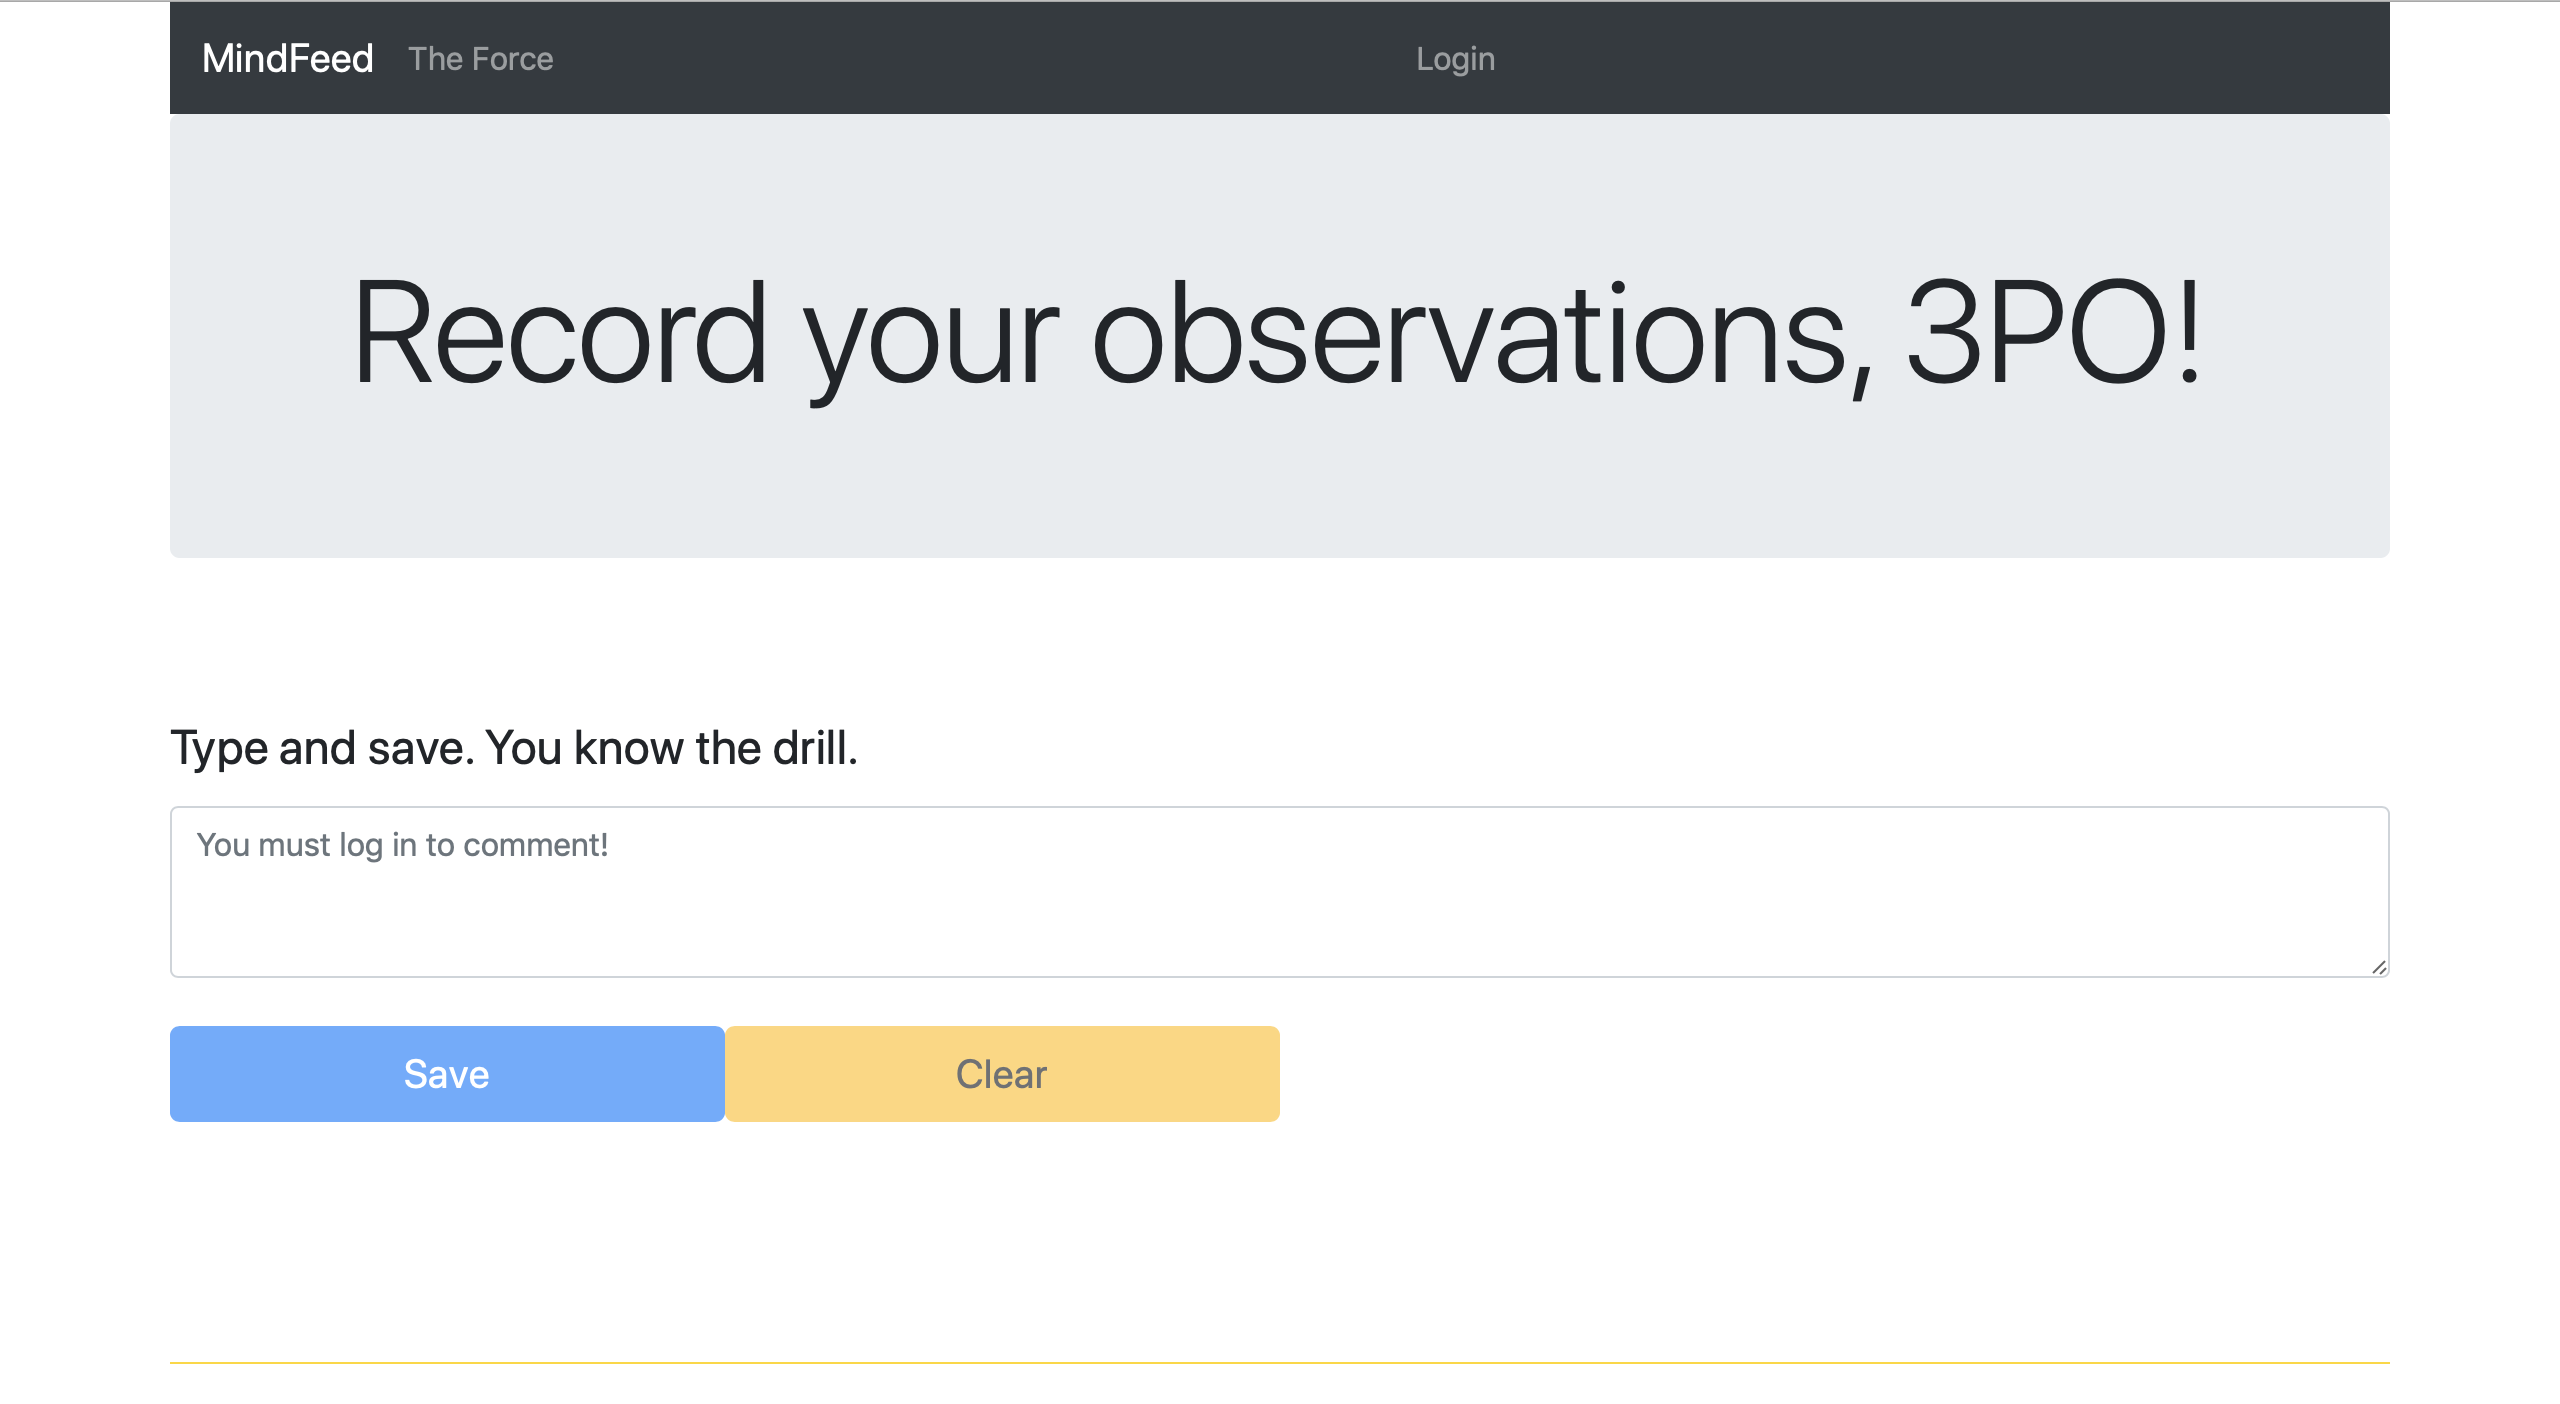 MindFeed The Force Login
Record your observations, 3PO!
Type and save. You know the drill.
You must log in to comment!
Save Clear